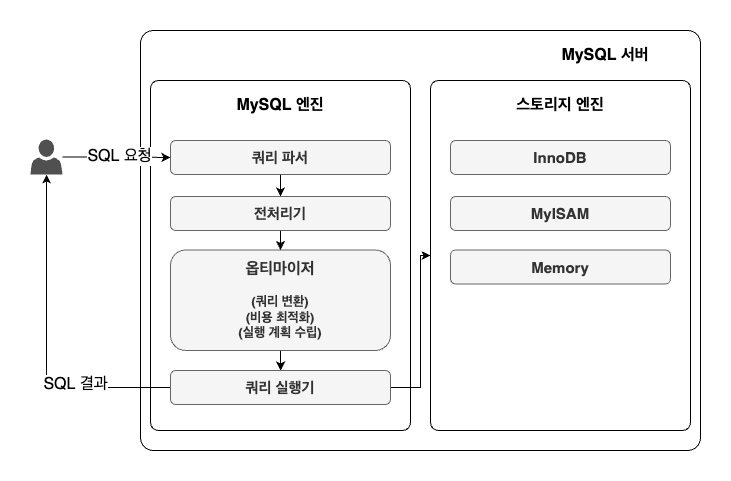 MySQL 서버
MySQL 엔진
스토리지 엔진
SQL 요청
쿼리 파서
InnoDB
전처리기
MyISAM
옵티마이저
(쿼리 변환)
(비용 최적화)
(실행 계획 수립)
Memory
SQL 결과
쿼리 실행기